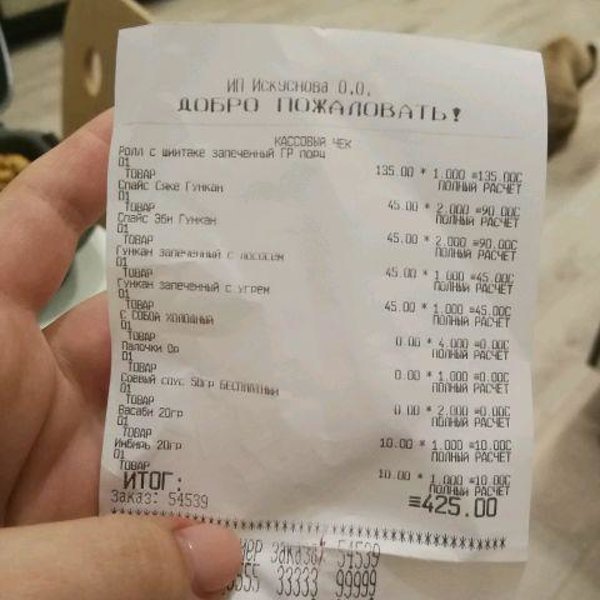 ИП Искуснова О.О.
ДОБРО ПОЖАЛОВАТЬ!
КАССОВЫЙ ЧЕК
Ролл с шиитаке запеченный ГР порц
01 135.00 * 1.000 =135.00С
ТОВАР ПОЛНЫЙ РАСЧЕТ
Спайс Сяке Гункан
01 45.00 * 2.000 =90.00С
ТОВАР ПОЛНЫЙ РАСЧЕТ
Спайс Эби Гункан
01 45.00 * 2.000 =90.00С
ТОВАР ПОЛНЫЙ РАСЧЕТ
Гункан запеченный с лососем
01 45.00 * 1.000 =45.00С
ТОВАР ПОЛНЫЙ РАСЧЕТ
Гункан запеченный с угрем
01 45.00 * 1.000 =45.00С
ТОВАР ПОЛНЫЙ РАСЧЕТ
С СОБОЙ ХОЛОДНЫЙ
01 0.00 * 4.000 =0.00С
ТОВАР ПОЛНЫЙ РАСЧЕТ
Палочки 0р
01 0.00 * 1.000 =0.00С
ТОВАР ПОЛНЫЙ РАСЧЕТ
Соевый соус 50гр БЕСПЛАТНЫЙ
01 0.00 * 2.000 =0.00С
ТОВАР ПОЛНЫЙ РАСЧЕТ
Васаби 20гр
01 10.00 * 1.000 =10.00С
ТОВАР ПОЛНЫЙ РАСЧЕТ
Имбирь 20гр
01 10.00 * 1.000 =10.00С
ТОВАР ПОЛНЫЙ РАСЧЕТ
ИТОГ: ≡425.00
Заказ: 54539
заказа: 54539
33333 99999